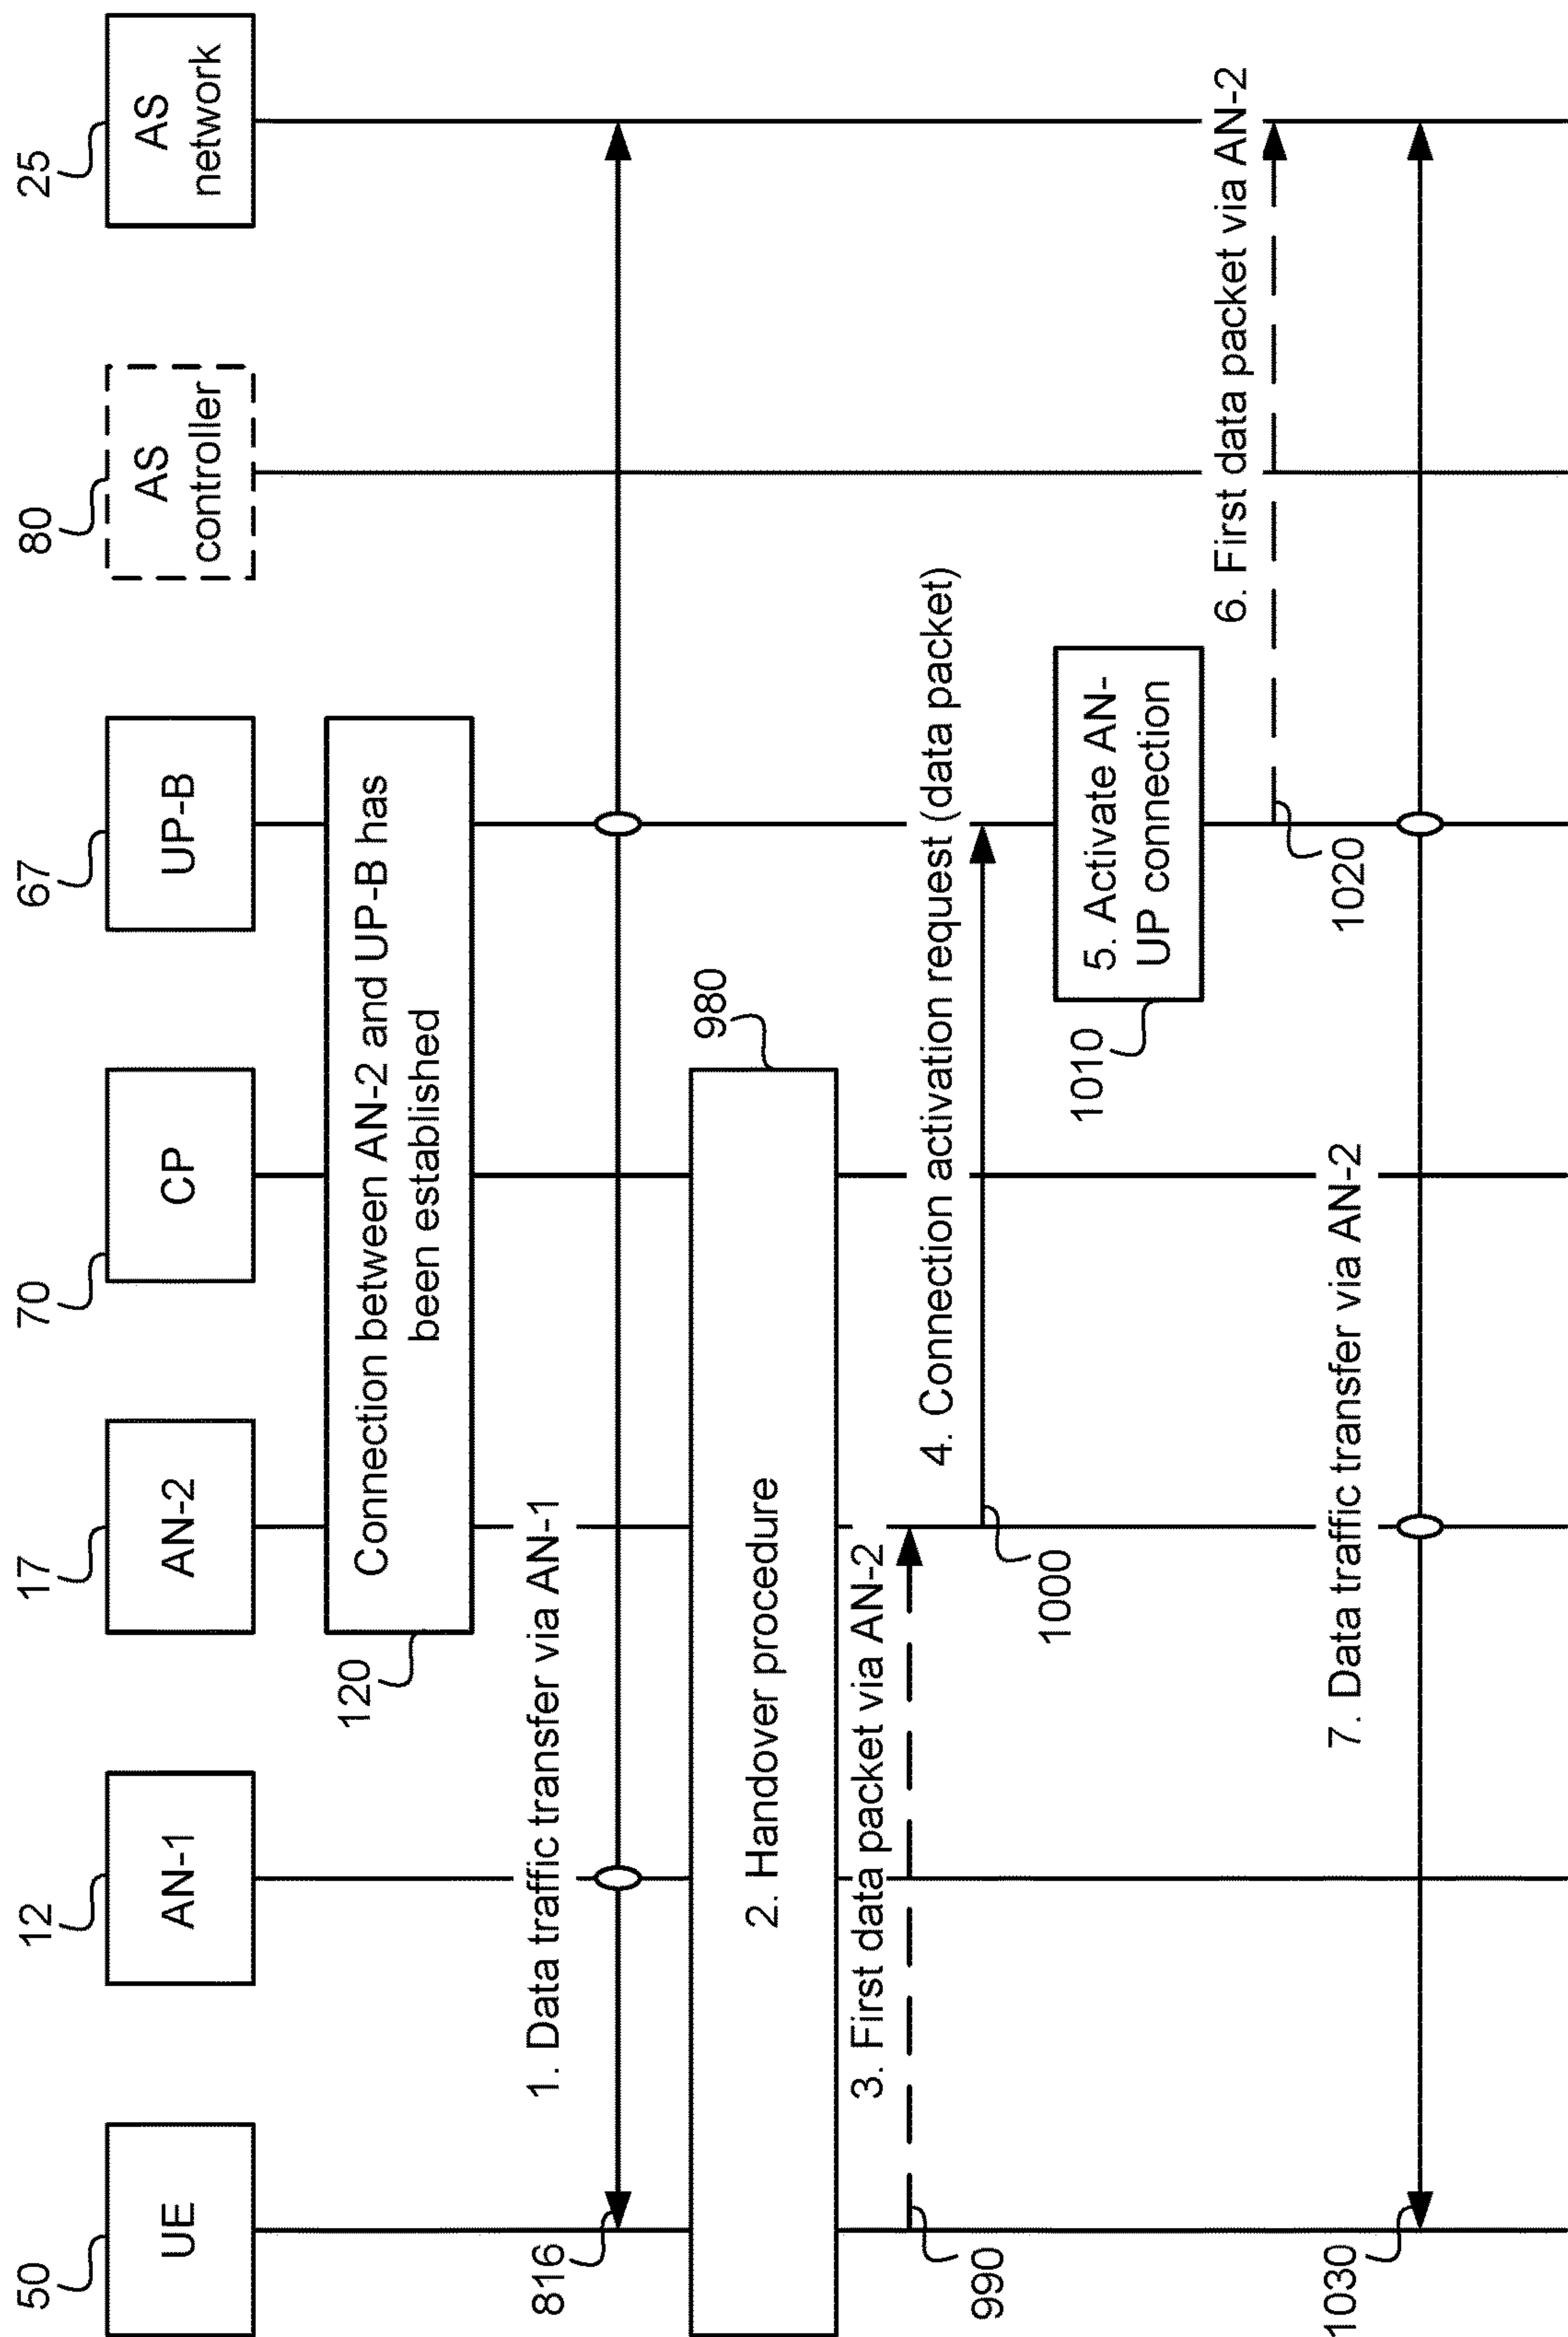 50
12
17
70
67
80
25
UE
AN-1
AN-2
CP
UP-B
AS
controller
AS
network
120
Connection between AN-2 and UP-B has
been established
1. Data traffic transfer via AN-1
816
980
2. Handover procedure
3. First data packet via AN-2
990
4. Connection activation request (data packet)
1000
5. Activate AN-
UP connection
1010
6. First data packet via AN-2
1020
7. Data traffic transfer via AN-2
1030